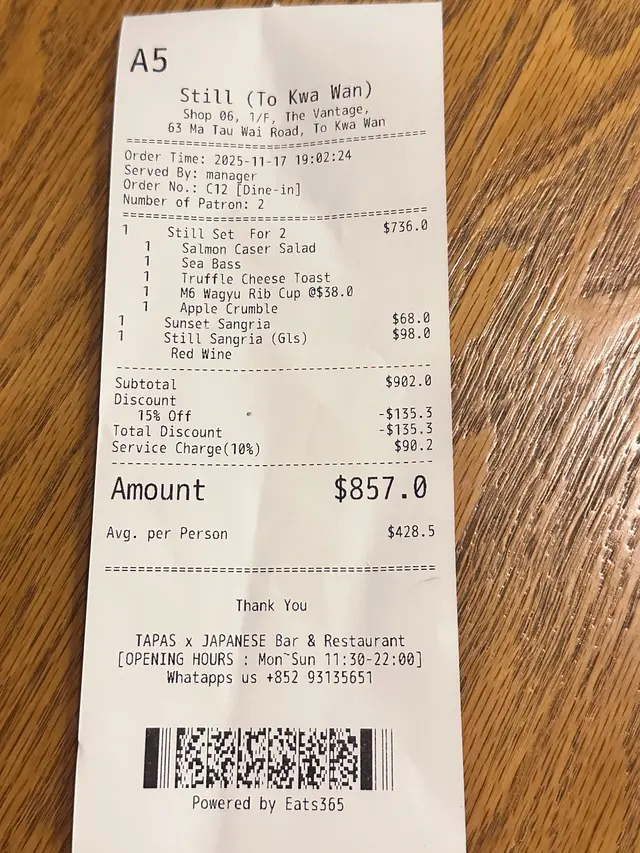 A5
Still (To Kwa Wan)
Shop 06, 1/F, The Vantage,
63 Ma Tau Wai Road, To Kwa Wan
Order Time: 2025-11-17 19:02:24
Served By: manager
Order No.: C12 [Dine-in]
Number of Patron: 2
1 Still Set For 2 $736.0
1 Salmon Caser Salad
1 Sea Bass
1 Truffle Cheese Toast
1 M6 Wagyu Rib Cup @$38.0
1 Apple Crumble
1 Sunset Sangria $68.0
1 Still Sangria (Gls) $98.0
Red Wine
Subtotal $902.0
Discount
15% Off -$135.3
Total Discount -$135.3
Service Charge(10%) $90.2
Amount $857.0
Avg. per Person $428.5
Thank You
TAPAS x JAPANESE Bar & Restaurant
[OPENING HOURS : Mon~Sun 11:30-22:00]
Whatapps us +852 93135651
Powered by Eats365